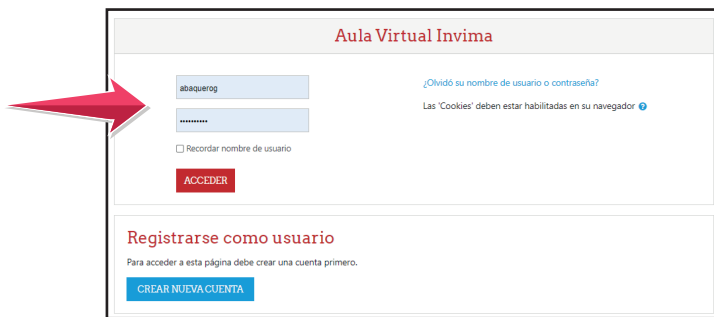 Aula Virtual Invima
abaquerog
••••••••••
Recordar nombre de usuario
ACCEDER
¿Olvidó su nombre de usuario o contraseña?
Las 'Cookies' deben estar habilitadas en su navegador
Registrarse como usuario
Para acceder a esta página debe crear una cuenta primero.
CREAR NUEVA CUENTA